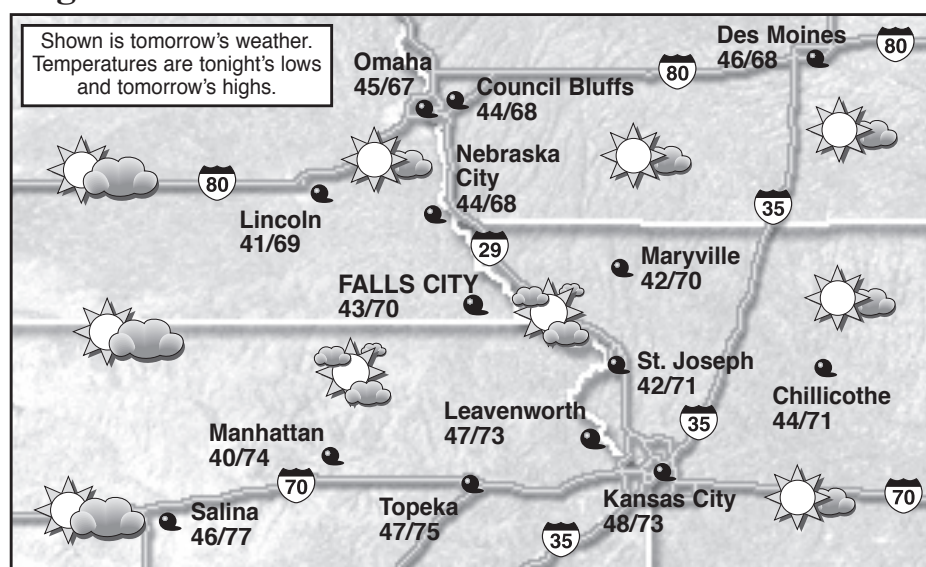 Shown is tomorrow's weather.
Temperatures are tonight's lows
and tomorrow's highs.
Des Moines
46/68
80
Omaha
45/67
80
Council Bluffs
44/68
Nebraska
City
44/68
80
Lincoln
41/69
35
29
Maryville
42/70
FALLS CITY
43/70
St. Joseph
42/71
Chillicothe
44/71
Leavenworth
47/73
35
Manhattan
40/74
70
Salina
46/77
Topeka
47/75
Kansas City
48/73
70
35